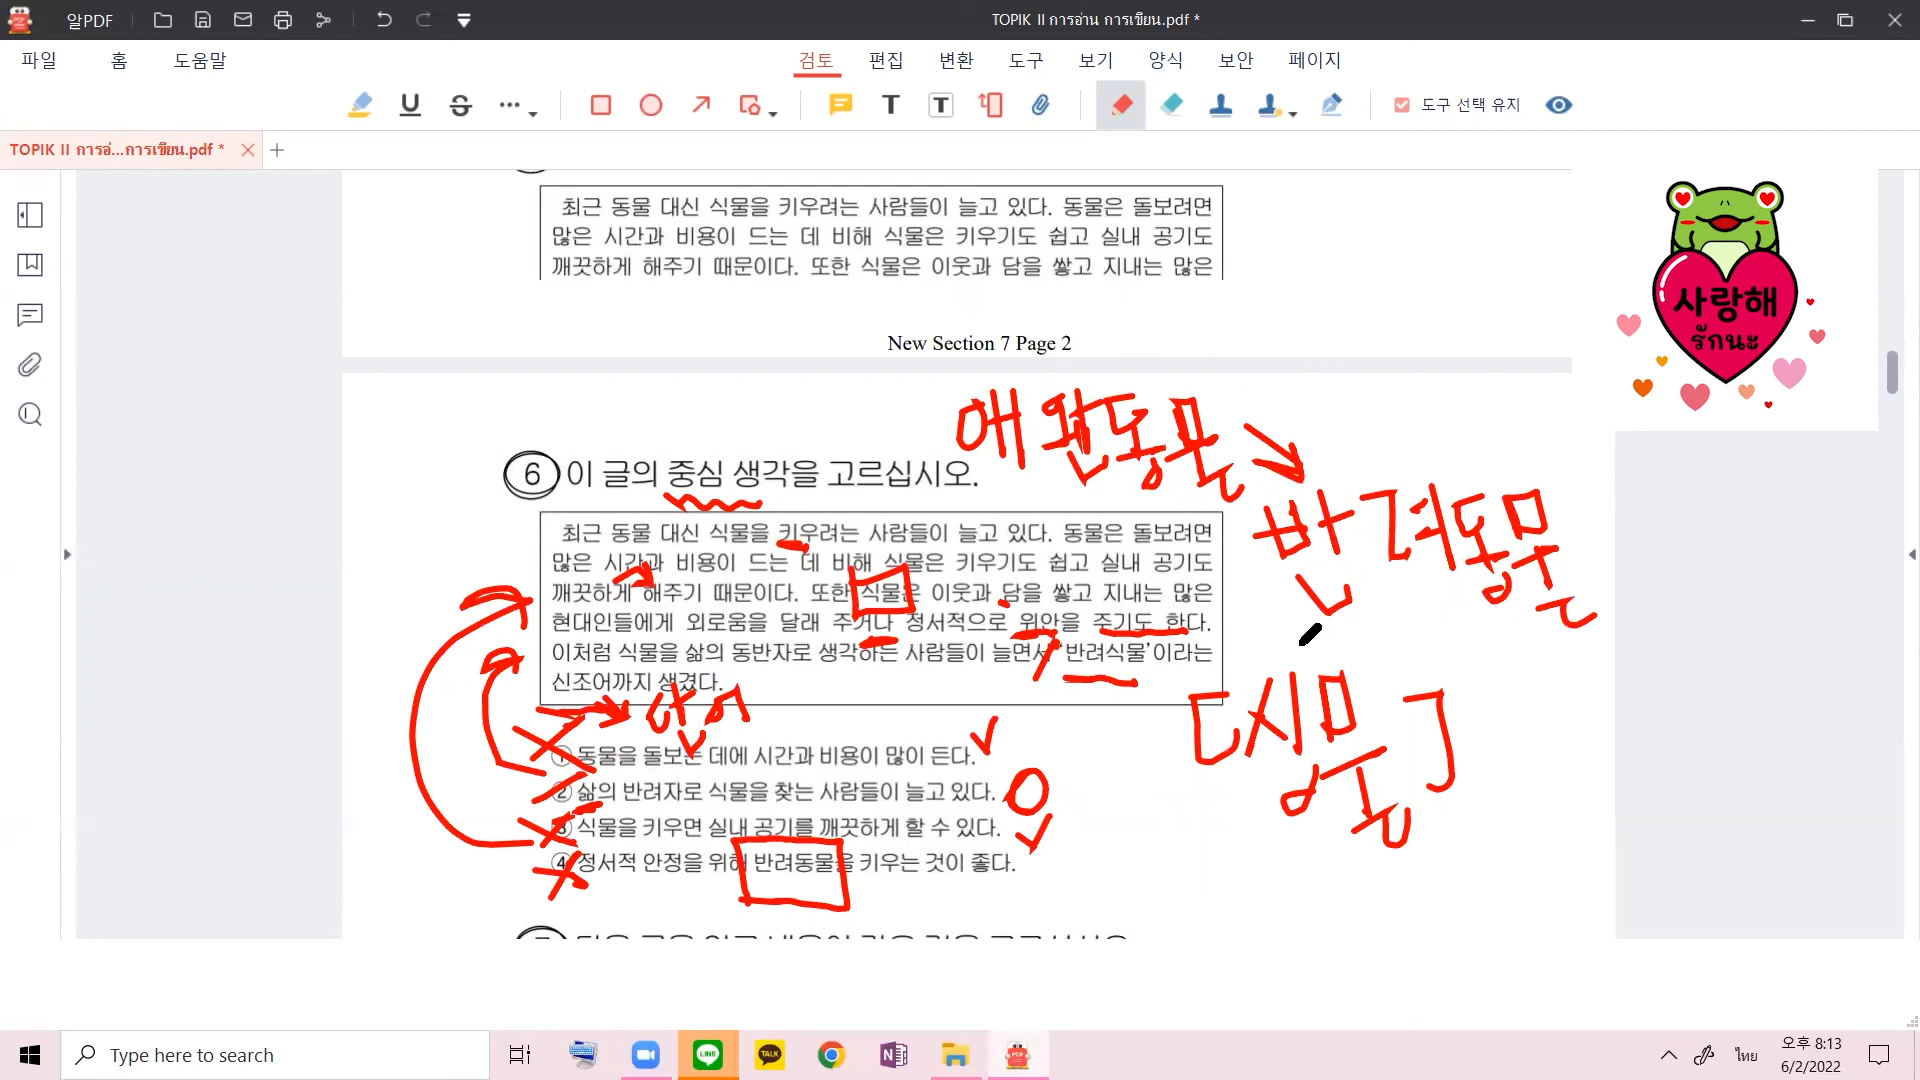 알PDF
TOPIK II การอ่าน การเขียน.pdf *
파일 홈 도움말 검토 편집 변환 도구 보기 양식 보안 페이지
도구 선택 유지
TOPIK II การอ่...การเขียน.pdf *
최근 동물 대신 식물을 키우려는 사람들이 늘고 있다. 동물은 돌보려면
많은 시간과 비용이 드는 데 비해 식물은 키우기도 쉽고 실내 공기도
깨끗하게 해주기 때문이다. 또한 식물은 이웃과 담을 쌓고 지내는 많은
사랑해
รักนะ
New Section 7 Page 2
애완동물
6 이 글의 중심 생각을 고르십시오.
반려동물
최근 동물 대신 식물을 키우려는 사람들이 늘고 있다. 동물은 돌보려면
많은 시간과 비용이 드는 데 비해 식물은 키우기도 쉽고 실내 공기도
깨끗하게 해주기 때문이다. 또한 식물은 이웃과 담을 쌓고 지내는 많은
현대인들에게 외로움을 달래 주거나 정서적으로 위안을 주기도 한다.
이처럼 식물을 삶의 동반자로 생각하는 사람들이 늘면서 '반려식물'이라는
신조어까지 생겼다.
단어
[싱물]
① 동물을 돌보는 데에 시간과 비용이 많이 든다.
② 삶의 반려자로 식물을 찾는 사람들이 늘고 있다.
③ 식물을 키우면 실내 공기를 깨끗하게 할 수 있다.
④ 정서적 안정을 위해 반려동물을 키우는 것이 좋다.
Type here to search
LINE
TALK
PDF
ไทย
오후 8:13
6/2/2022